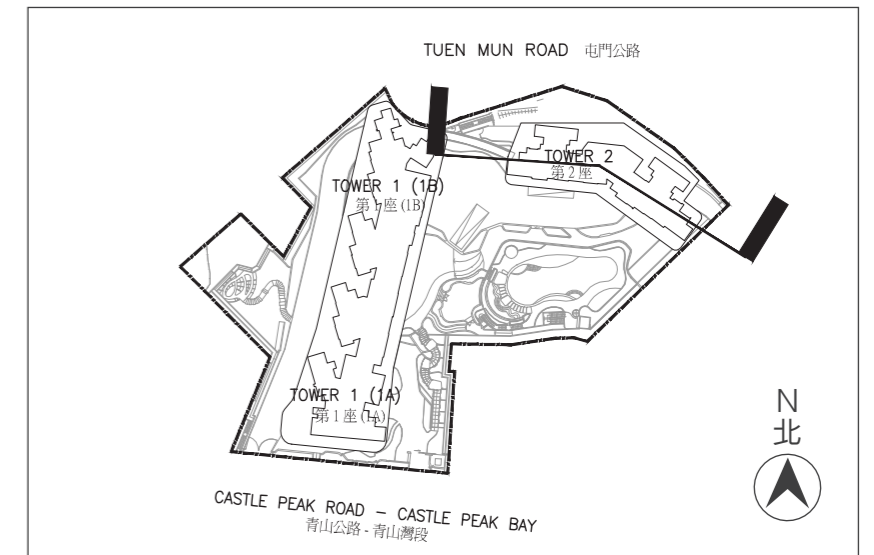 TUEN MUN ROAD 屯門公路
TOWER 2
第2座
TOWER 1 (1B)
第1座(1B)
TOWER 1 (1A)
第1座(1A)
N
北
CASTLE PEAK ROAD - CASTLE PEAK BAY
青山公路 - 青山灣段